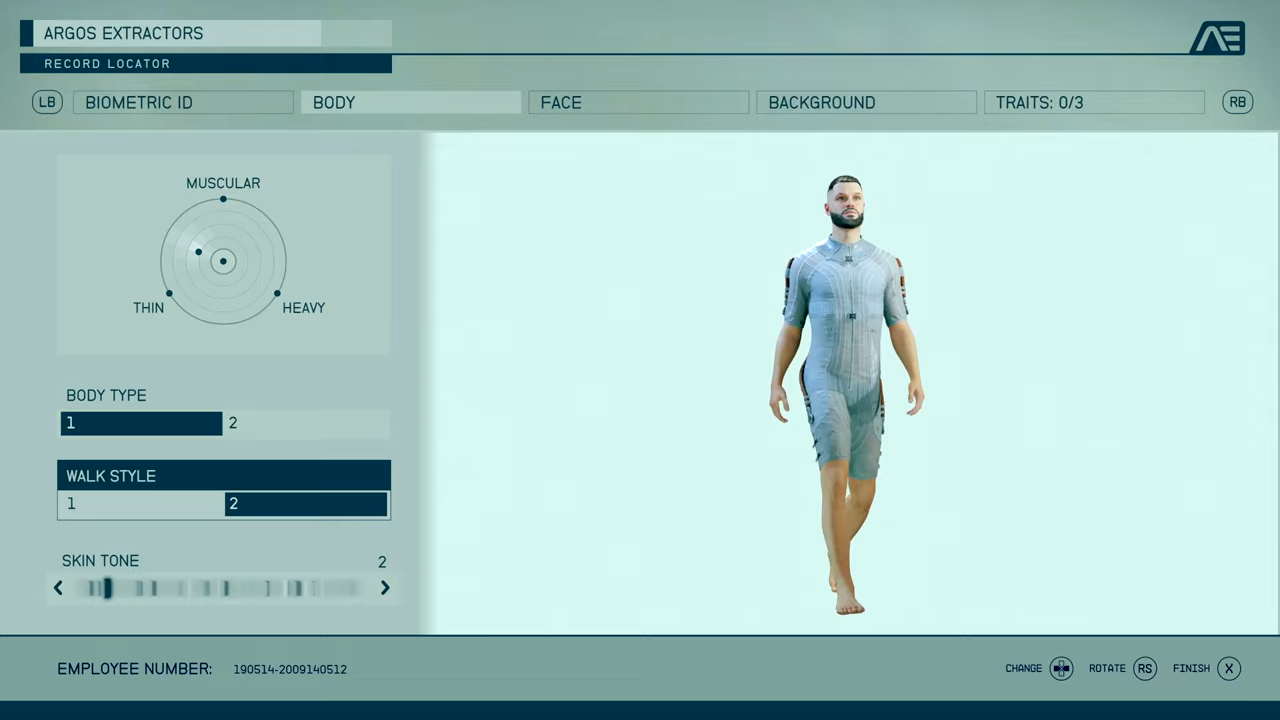 ARGOS EXTRACTORS
AE
RECORD LOCATOR
LB BIOMETRIC ID BODY FACE BACKGROUND TRAITS: 0/3 RB
MUSCULAR
THIN HEAVY
BODY TYPE
1 2
WALK STYLE
1 2
SKIN TONE 2
EMPLOYEE NUMBER: 190514-2009140512 CHANGE ROTATE RS FINISH X